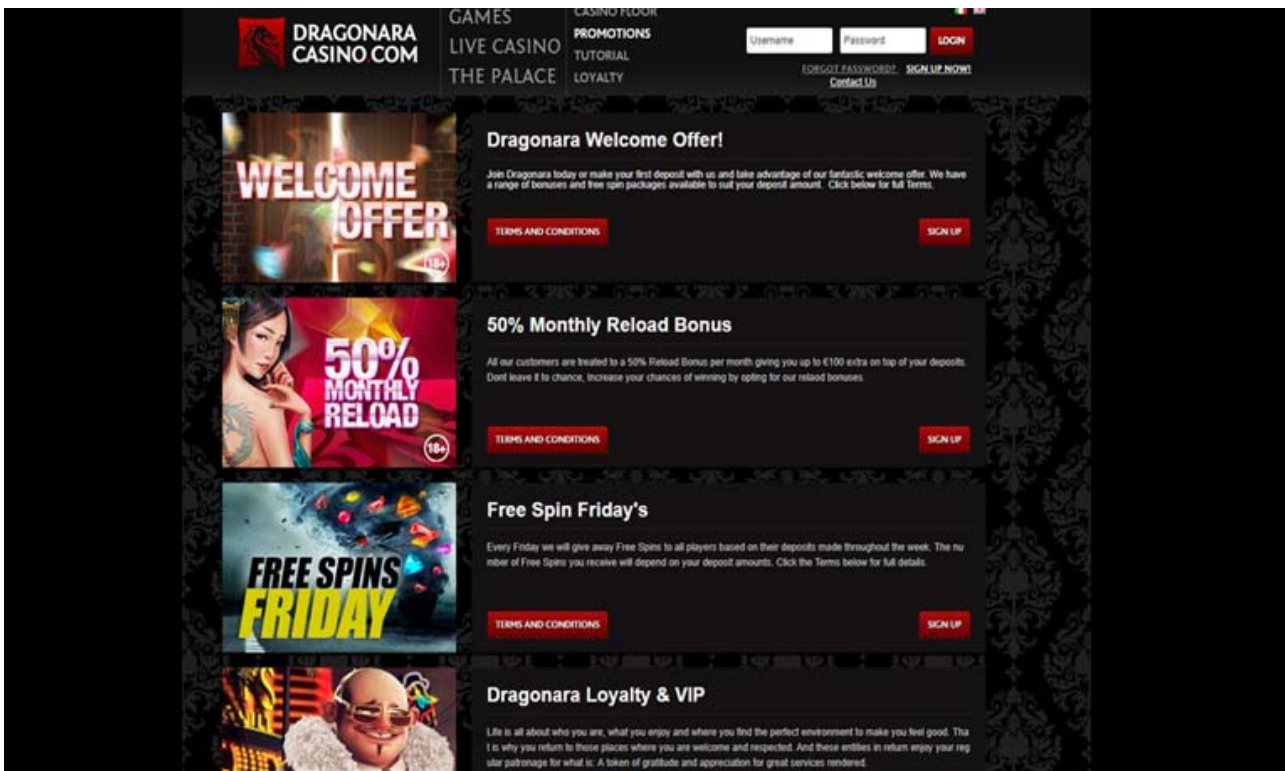 DRAGONARA
CASINO.COM
GAMES
LIVE CASINO
THE PALACE
CASINO FLOOR
PROMOTIONS
TUTORIAL
LOYALTY
Username
Password
LOGIN
FORGOT PASSWORD?
SIGN UP NOW!
Contact Us
WELCOME
OFFER
18+
Dragonara Welcome Offer!
Join Dragonara today or make your first deposit with us and take advantage of our fantastic welcome offer. We have
a range of bonuses and free spin packages available to suit your deposit amount. Click below for full Terms.
TERMS AND CONDITIONS
SIGN UP
50%
MONTHLY
RELOAD
18+
50% Monthly Reload Bonus
All our customers are treated to a 50% Reload Bonus per month giving you up to €100 extra on top of your deposits.
Dont leave it to chance, Increase your chances of winning by opting for our relaod bonuses.
TERMS AND CONDITIONS
SIGN UP
FREE SPINS
FRIDAY
Free Spin Friday's
Every Friday we will give away Free Spins to all players based on their deposits made throughout the week. The nu
mber of Free Spins you receive will depend on your deposit amounts. Click the Terms below for full details.
TERMS AND CONDITIONS
SIGN UP
Dragonara Loyalty & VIP
Life is all about who you are, what you enjoy and where you find the perfect environment to make you feel good. Tha
t is why you return to those places where you are welcome and respected. And these entities in return enjoy your reg
ular patronage for what is: A token of gratitude and appreciation for great services rendered.